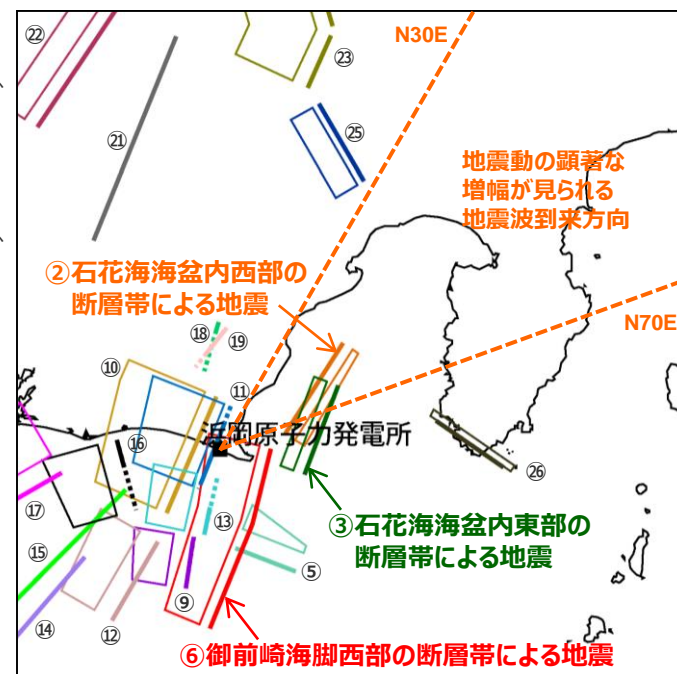 ㉒
㉓
N30E
㉑
㉕
地震動の顕著な
増幅が見られる
地震波到来方向
②石花海海盆内西部の
断層帯による地震
N70E
⑱
⑲
⑩
⑪
浜岡原子力発電所
⑯
㉖
⑰
⑬
③石花海海盆内東部の
断層帯による地震
⑮
⑤
⑨
⑭
⑫
⑥御前崎海脚西部の断層帯による地震